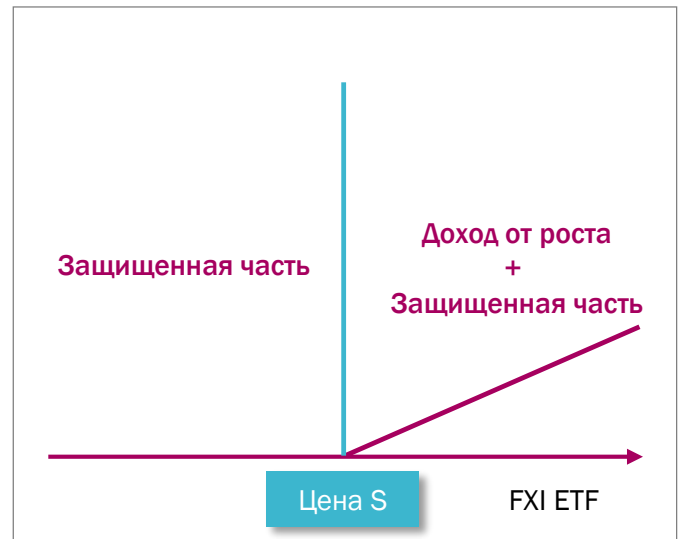 Защищенная часть
Доход от роста
+
Защищенная часть
Цена S
FXI ETF